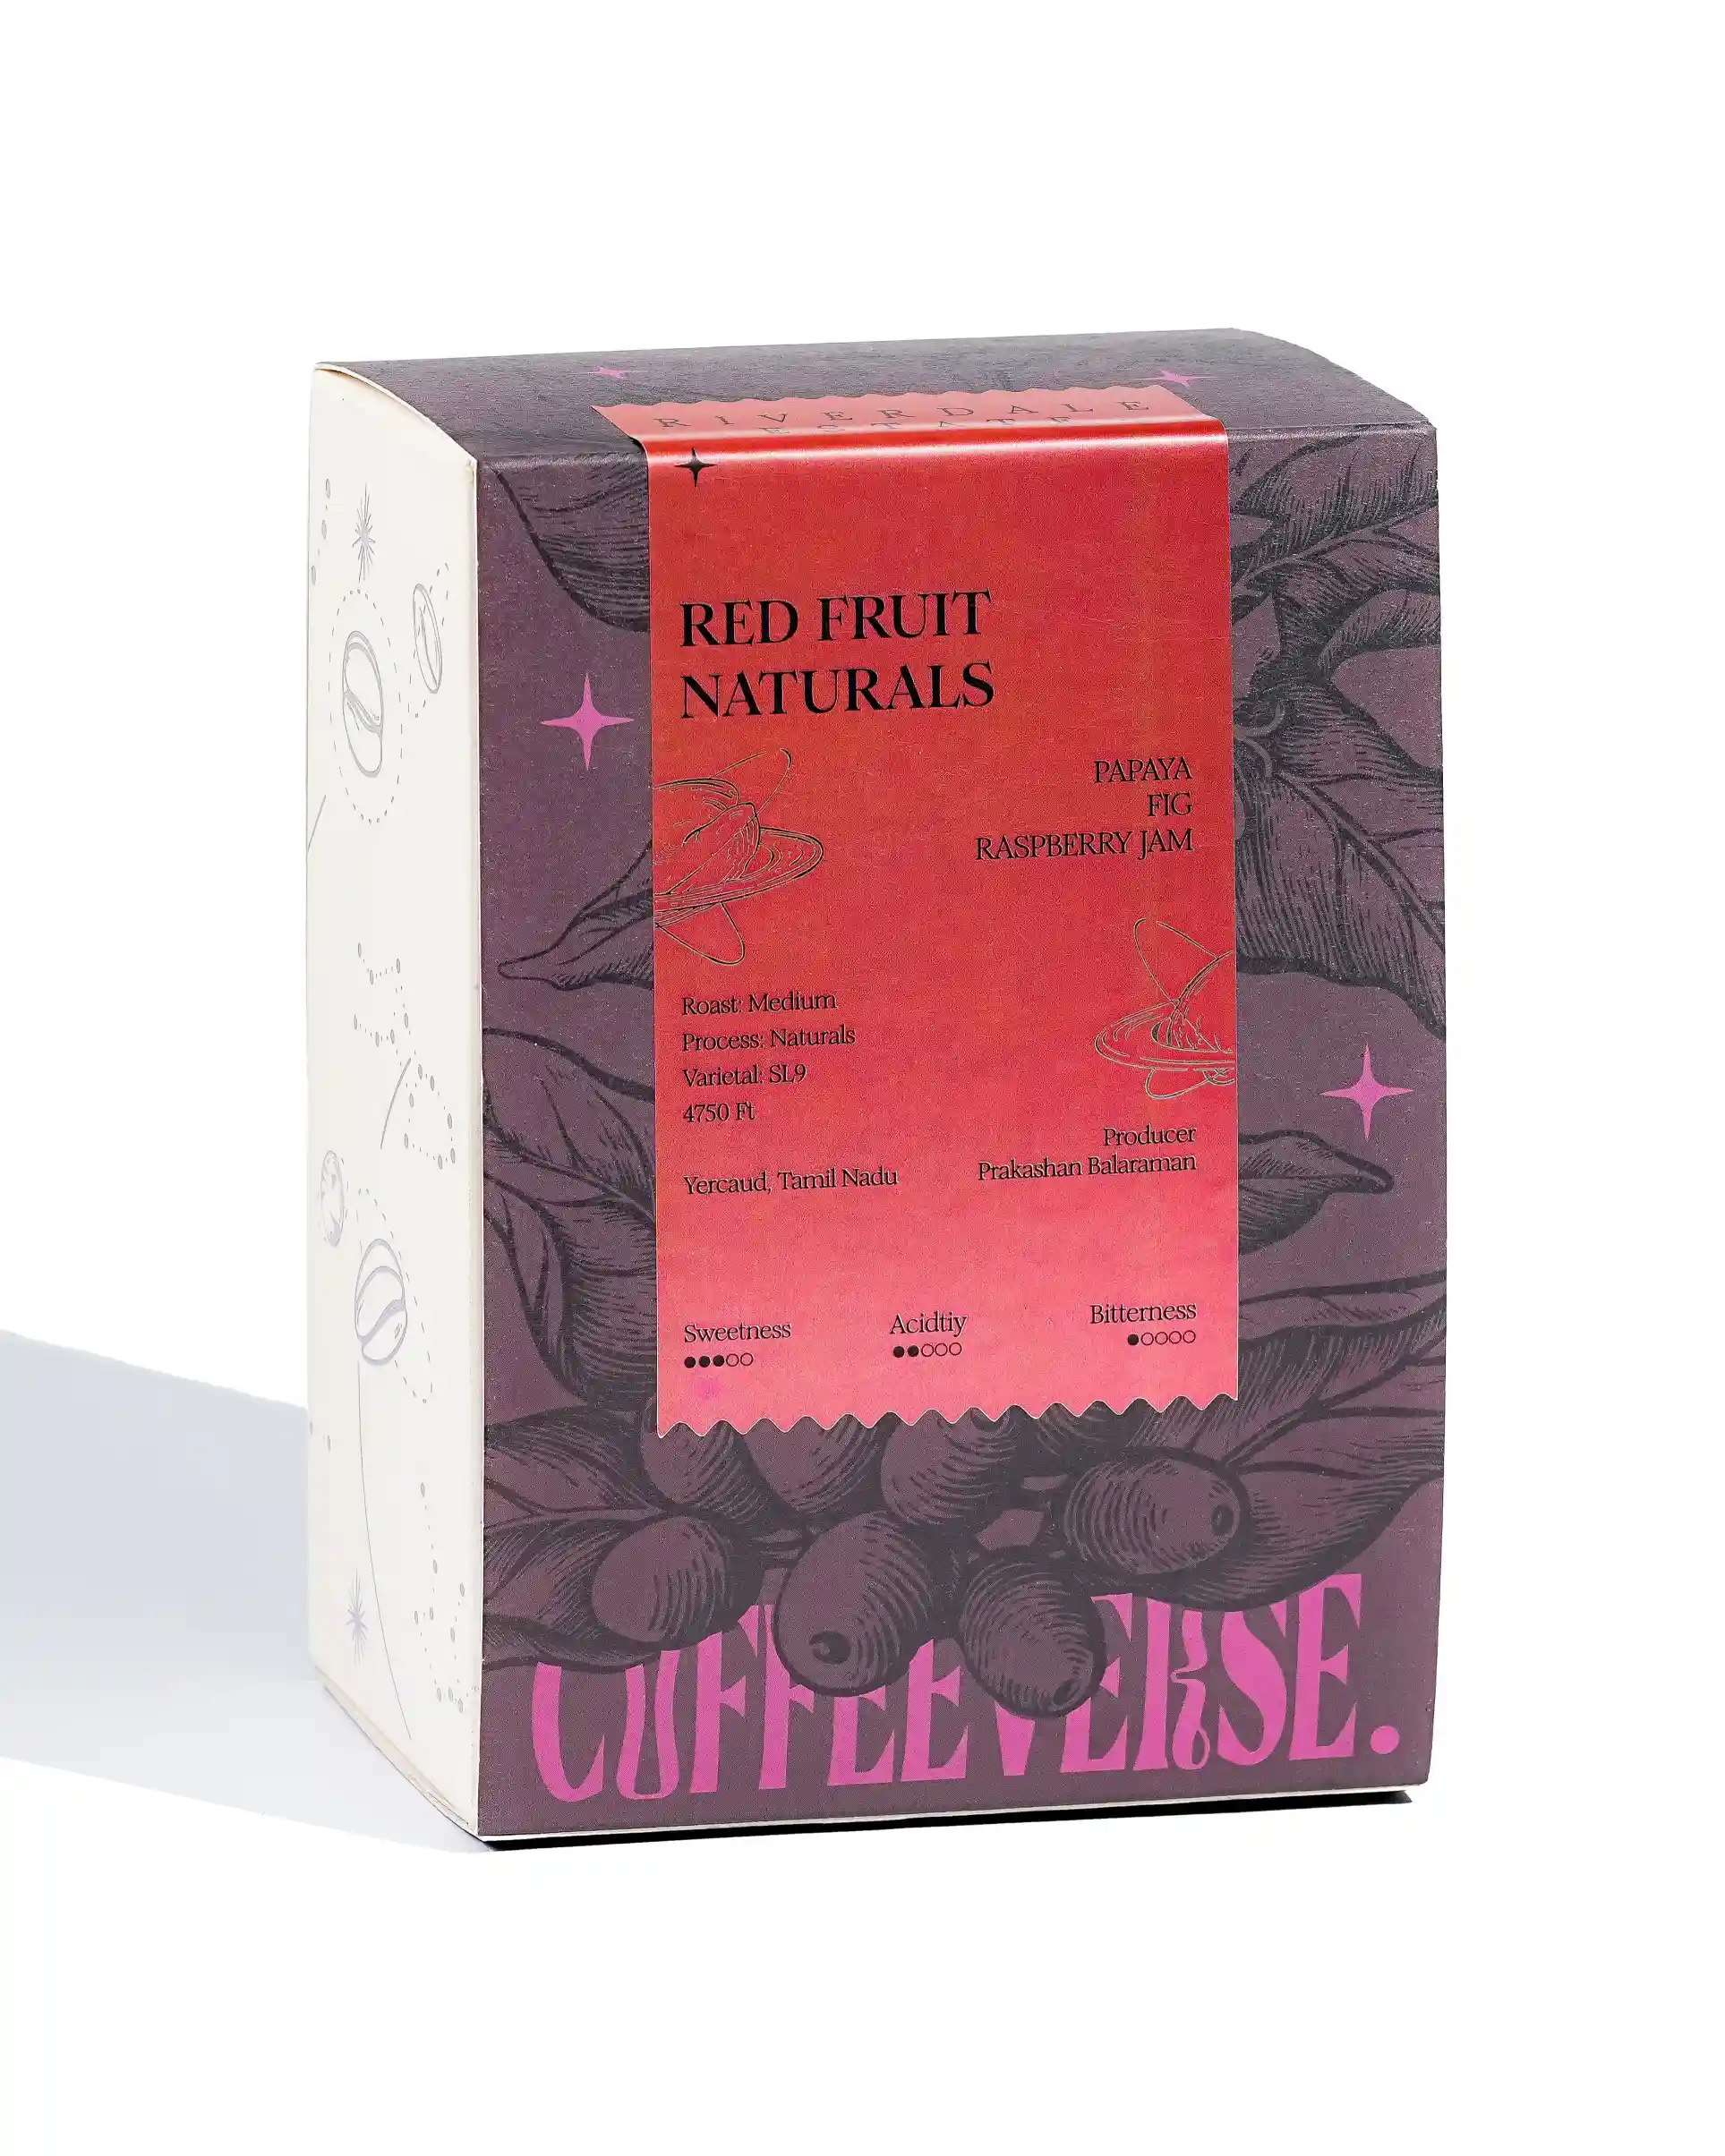 RIVERDALE
ESTATE
RED FRUIT
NATURALS
PAPAYA
FIG
RASPBERRY JAM
Roast: Medium
Process: Naturals
Varietal: SL9
4750 Ft
Yercaud, Tamil Nadu
Producer
Prakashan Balaraman
Sweetness
Acidtiy
Bitterness
COFFEEVERSE.